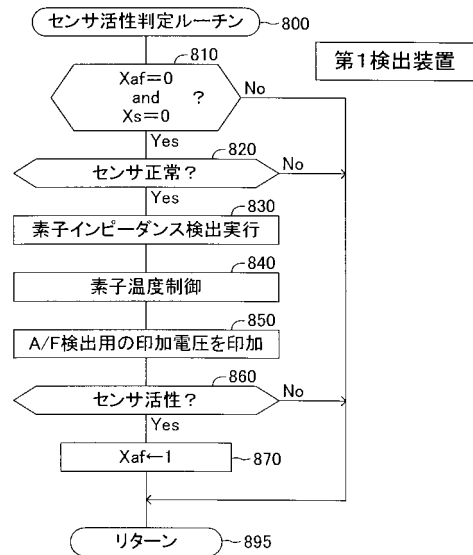 センサ活性判定ルーチン
800
第1検出装置
810
Xaf=0
and
?
Xs=0
No
Yes
820
センサ正常?
No
Yes
830
素子インピーダンス検出実行
840
素子温度制御
850
A/F検出用の印加電圧を印加
860
センサ活性?
No
Yes
Xaf←1
870
リターン
895